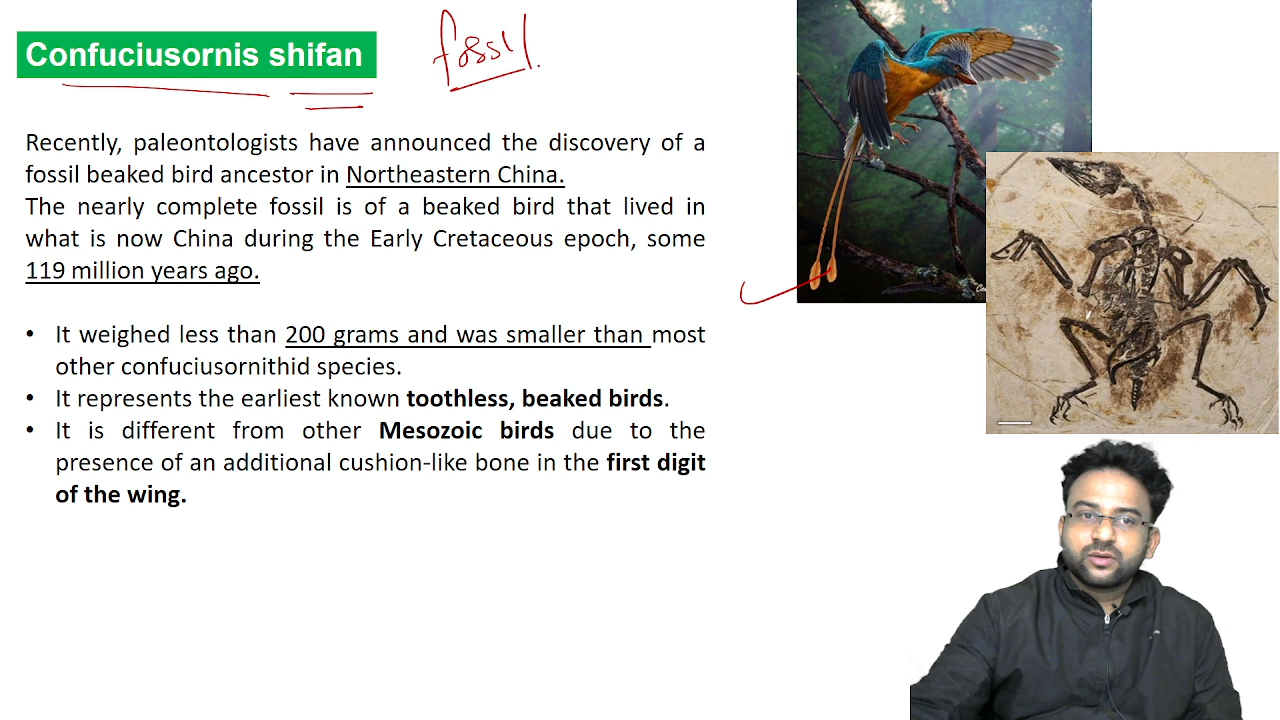 Confuciusornis shifan
fossil.
Recently, paleontologists have announced the discovery of a
fossil beaked bird ancestor in Northeastern China.
The nearly complete fossil is of a beaked bird that lived in
what is now China during the Early Cretaceous epoch, some
119 million years ago.
• It weighed less than 200 grams and was smaller than most
other confuciusornithid species.
• It represents the earliest known toothless, beaked birds.
• It is different from other Mesozoic birds due to the
presence of an additional cushion-like bone in the first digit
of the wing.